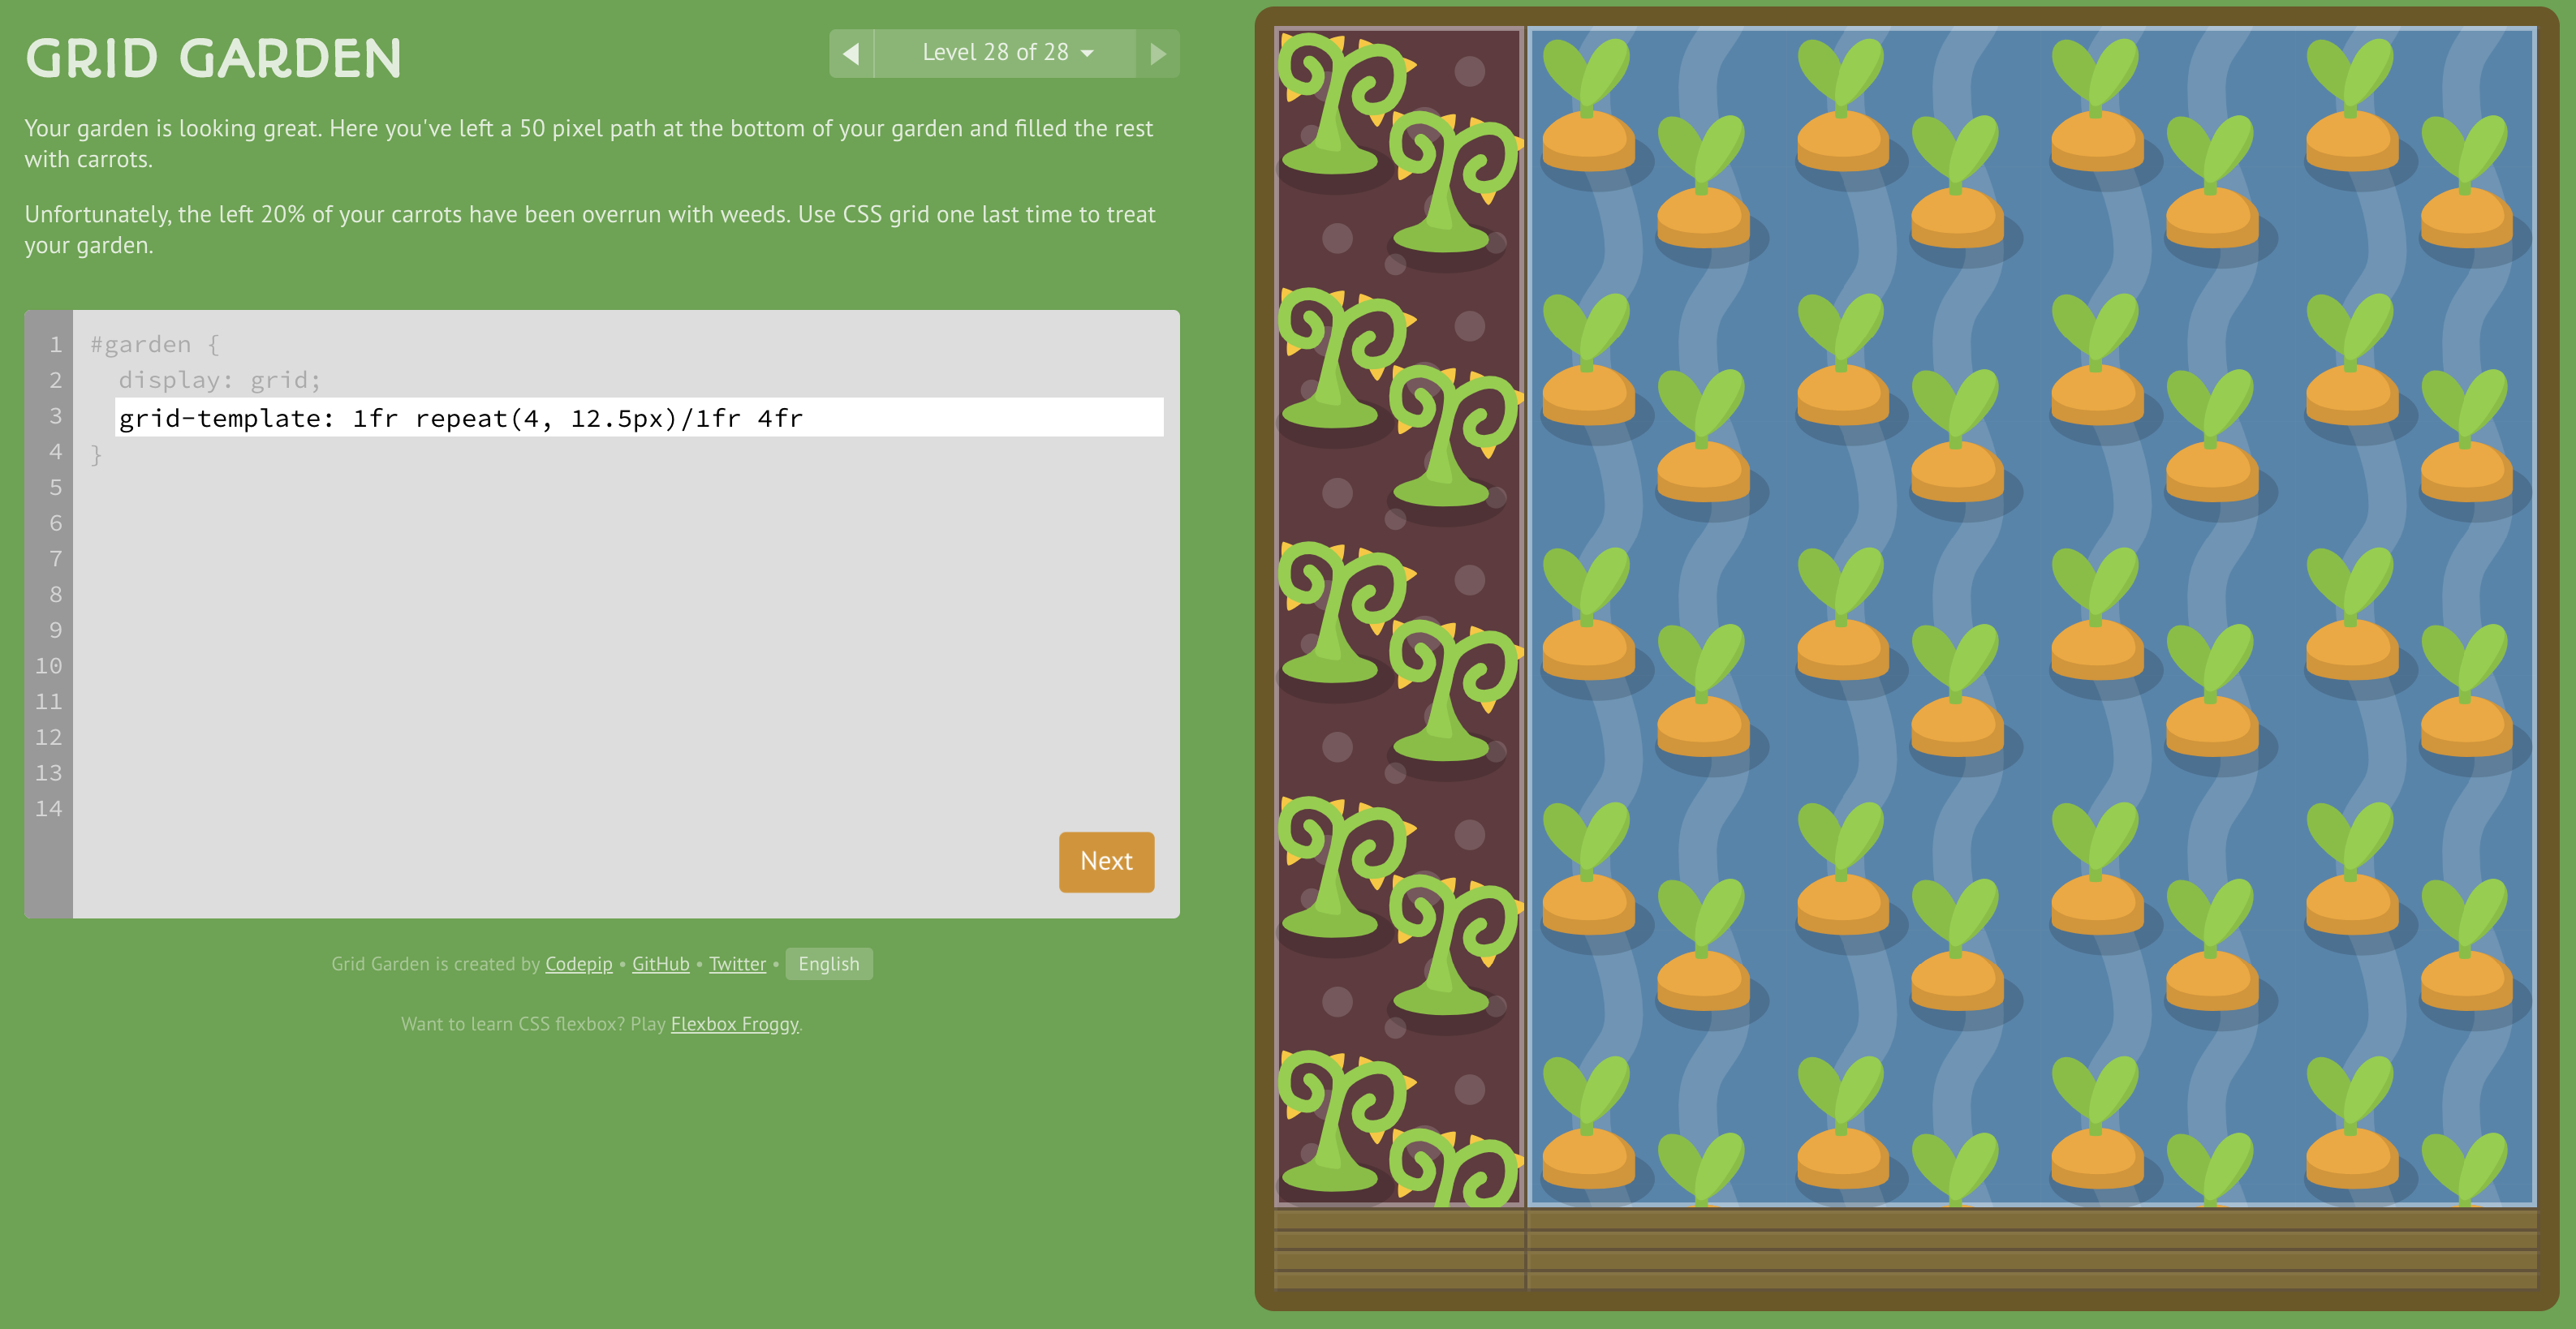 GRID GARDEN
Level 28 of 28
Your garden is looking great. Here you've left a 50 pixel path at the bottom of your garden and filled the rest
with carrots.
Unfortunately, the left 20% of your carrots have been overrun with weeds. Use CSS grid one last time to treat
your garden.
1 #garden {
2 display: grid;
3 grid-template: 1fr repeat(4, 12.5px)/1fr 4fr
4 }
5
6
7
8
9
10
11
12
13
14
Next
Grid Garden is created by Codepip • GitHub • Twitter • English
Want to learn CSS flexbox? Play Flexbox Froggy.